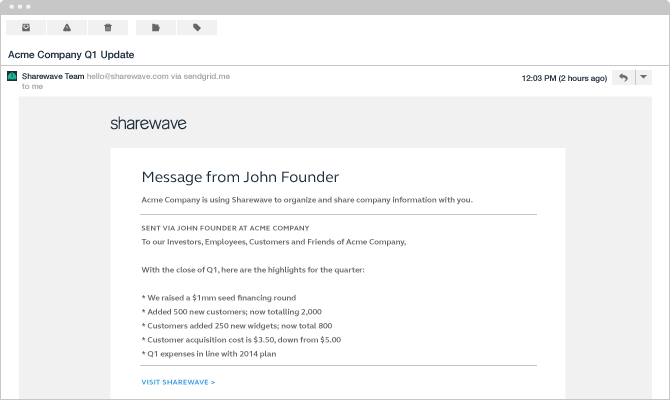 Acme Company Q1 Update
Sharewave Team hello@sharewave.com via sendgrid.me
12:03 PM (2 hours ago)
to me
sharewave
Message from John Founder
Acme Company is using Sharewave to organize and share company information with you.
SENT VIA JOHN FOUNDER AT ACME COMPANY
To our Investors, Employees, Customers and Friends of Acme Company,
With the close of Q1, here are the highlights for the quarter:
* We raised a $1mm seed financing round
* Added 500 new customers; now totalling 2,000
* Customers added 250 new widgets; now total 800
* Customer acquisition cost is $3.50, down from $5.00
* Q1 expenses in line with 2014 plan
VISIT SHAREWAVE >